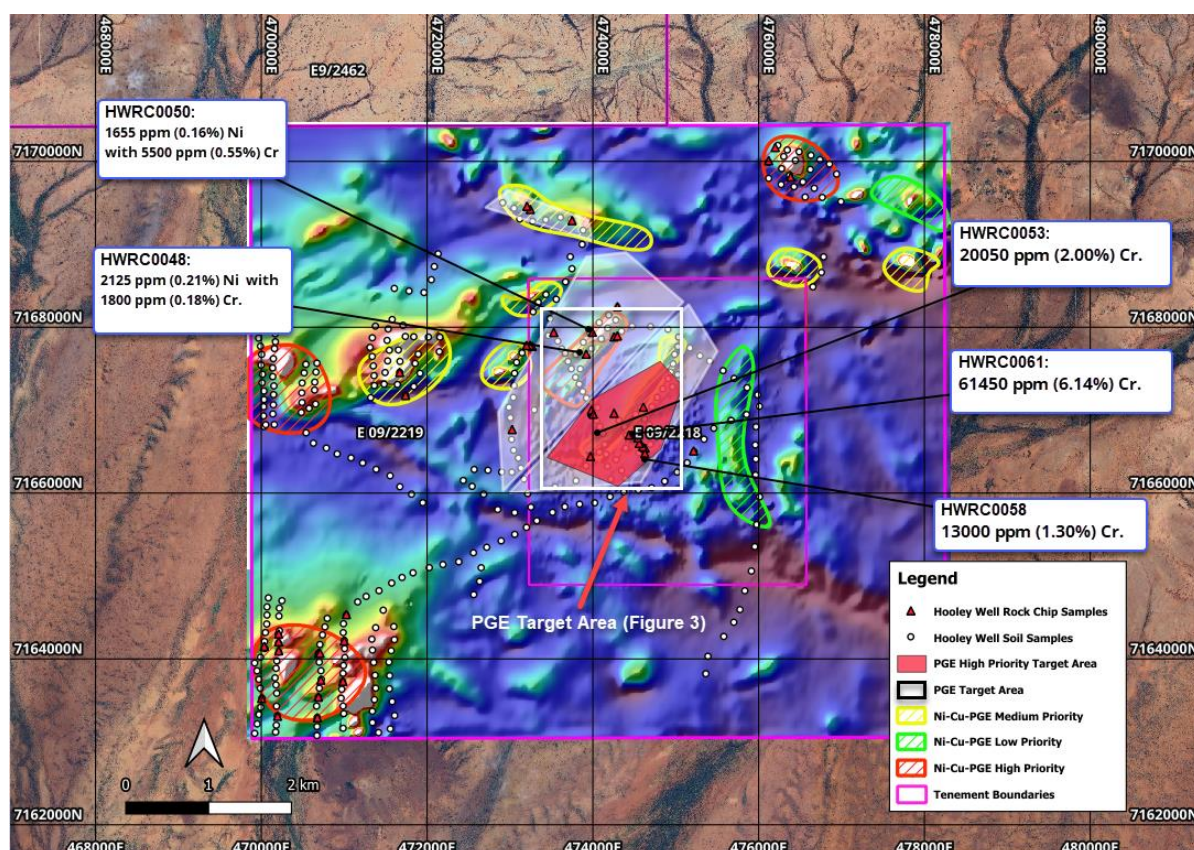 468000E
470000E
472000E
474000E
476000E
478000E
480000E
E9/2462
HWRC0050:
1655 ppm (0.16%) Ni
with 5500 ppm (0.55%) Cr
7170000N
7170000N
HWRC0053:
20050 ppm (2.00%) Cr.
HWRC0048:
2125 ppm (0.21%) Ni with
1800 ppm (0.18%) Cr.
7168000N
7168000N
HWRC0061:
61450 ppm (6.14%) Cr.
E 09/2219
E 09/2218
7166000N
7166000N
HWRC0058
13000 ppm (1.30%) Cr.
PGE Target Area (Figure 3)
Legend
Hooley Well Rock Chip Samples
Hooley Well Soil Samples
PGE High Priority Target Area
PGE Target Area
Ni-Cu-PGE Medium Priority
Ni-Cu-PGE Low Priority
Ni-Cu-PGE High Priority
Tenement Boundaries
7164000N
7164000N
0 1 2 km
7162000N
7162000N
468000E
470000E
472000E
474000E
476000E
478000E
480000E